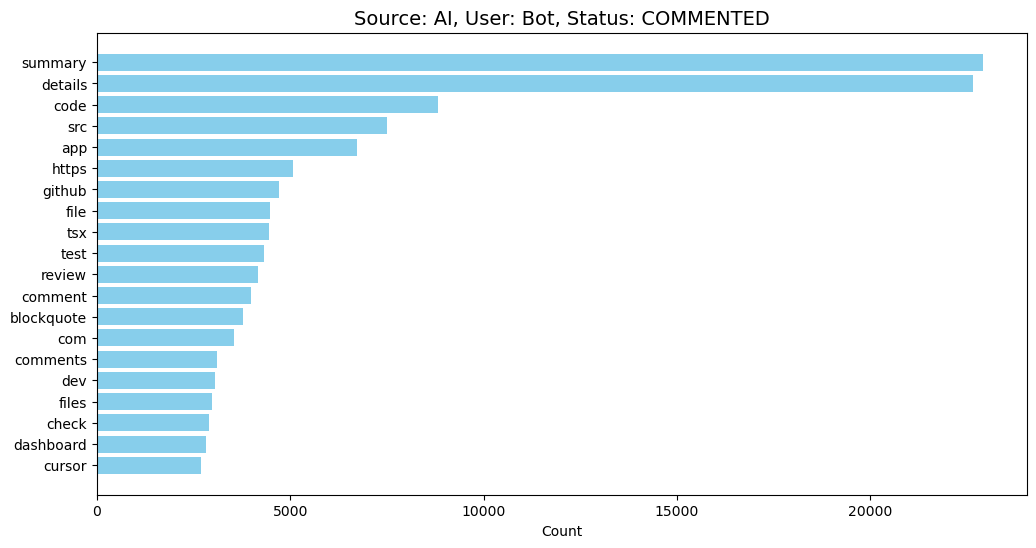 Source: AI, User: Bot, Status: COMMENTED
summary
details
code
src
app
https
github
file
tsx
test
review
comment
blockquote
com
comments
dev
files
check
dashboard
cursor
0 5000 10000 15000 20000
Count